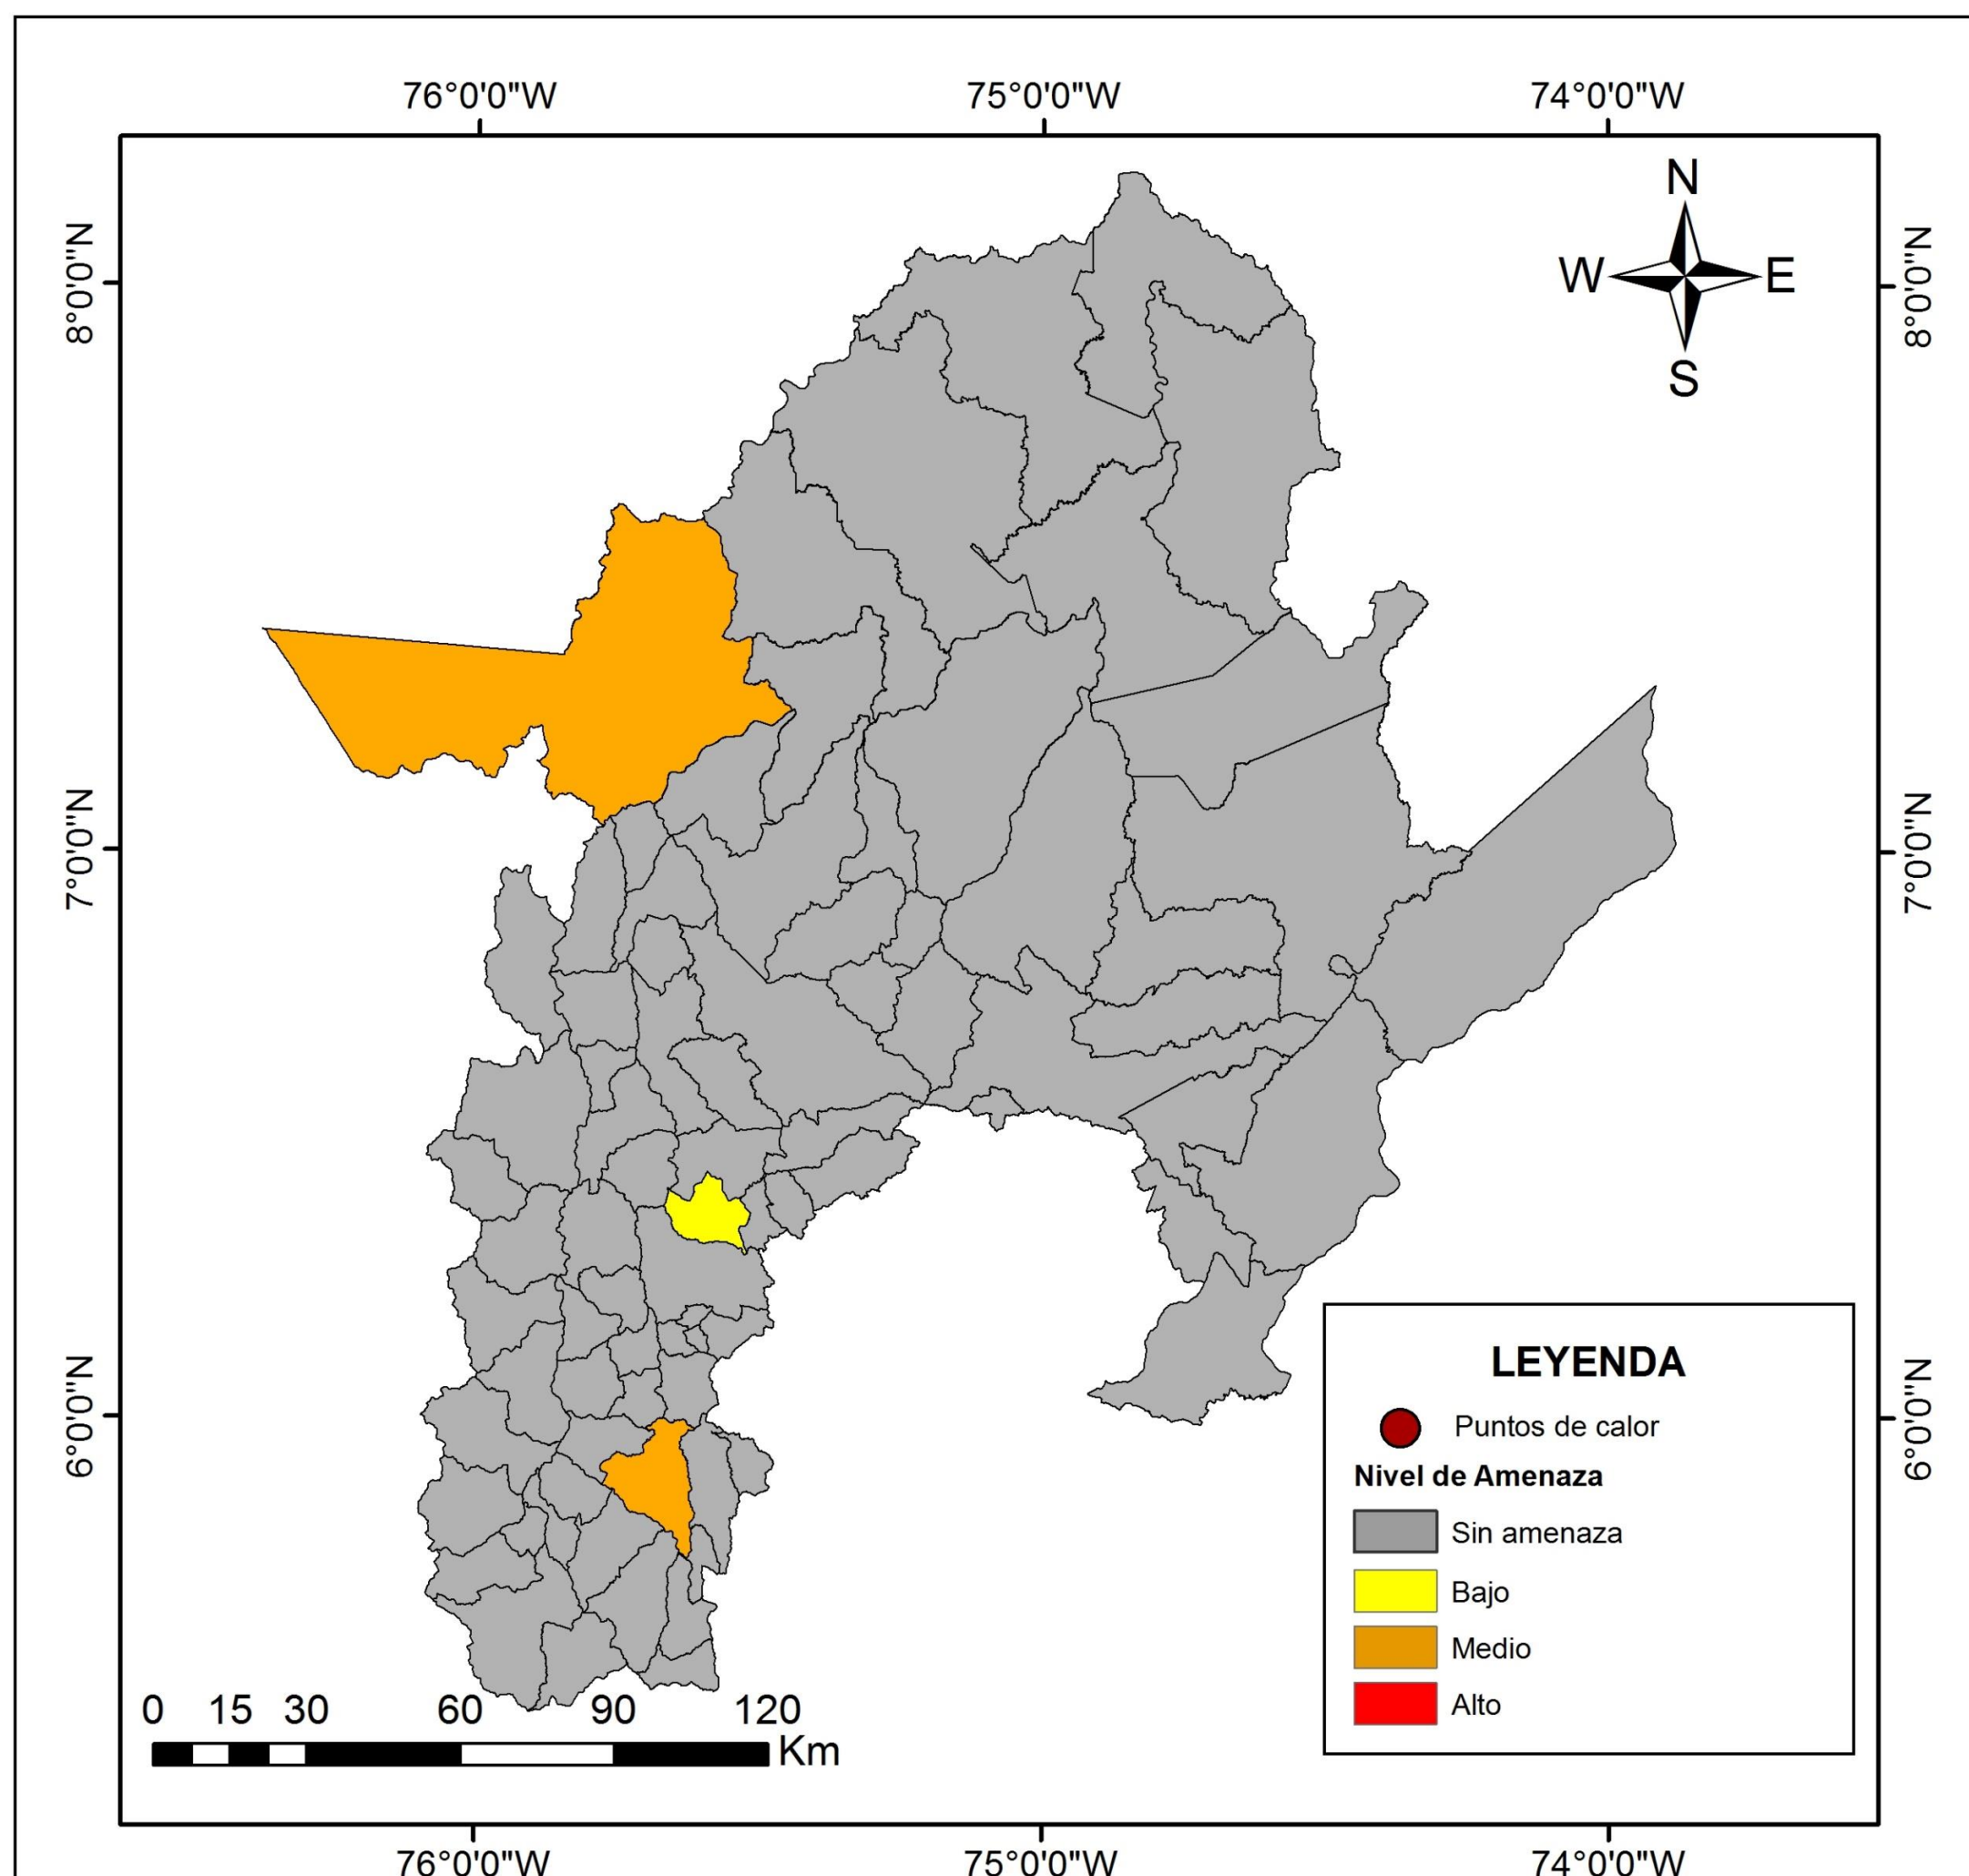 76°0'0"W 75°0'0"W 74°0'0"W
N
W E
S
8°0'0"N 8°0'0"N
7°0'0"N 7°0'0"N
6°0'0"N 6°0'0"N
LEYENDA
Puntos de calor
Nivel de Amenaza
Sin amenaza
Bajo
Medio
Alto
0 15 30 60 90 120
Km
76°0'0"W 75°0'0"W 74°0'0"W